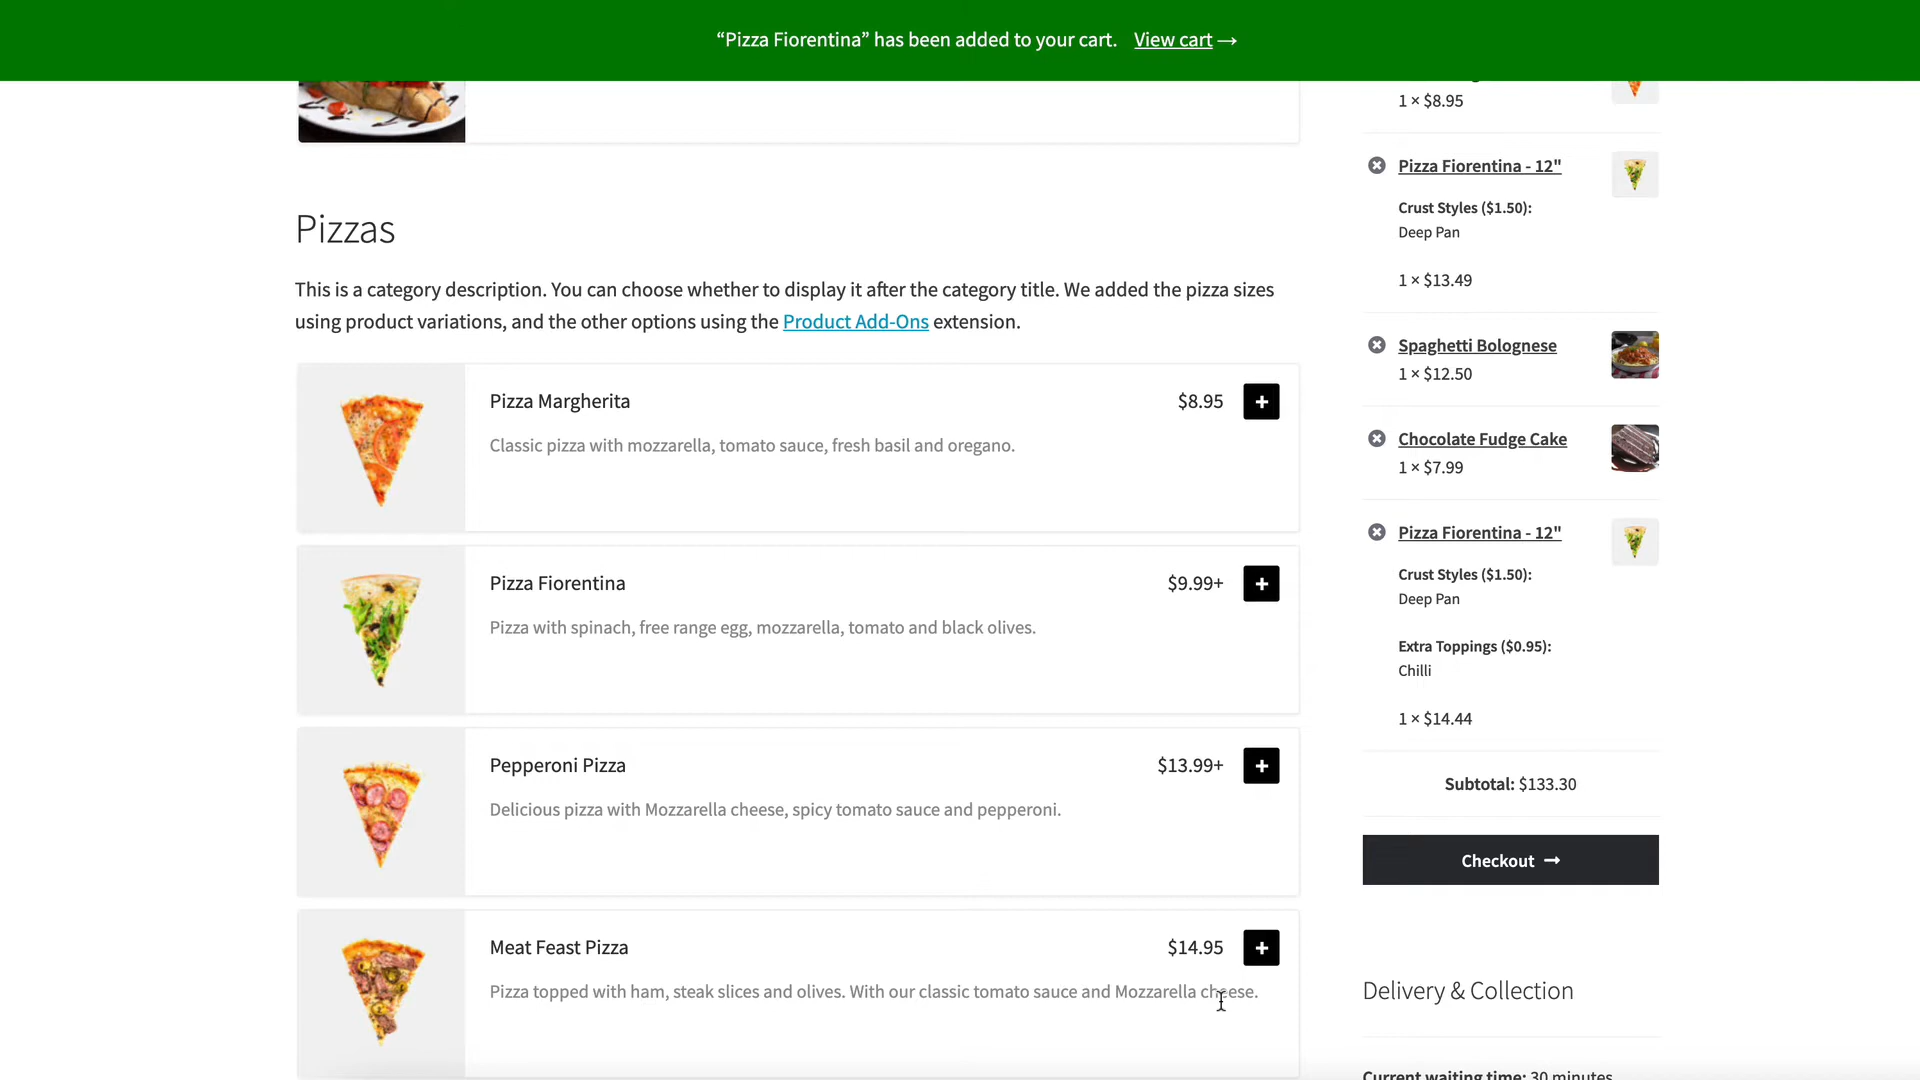 “Pizza Fiorentina” has been added to your cart. View cart →
1 × $8.95
Pizza Fiorentina - 12"
Crust Styles ($1.50):
Deep Pan
1 × $13.49
Spaghetti Bolognese
1 × $12.50
Chocolate Fudge Cake
1 × $7.99
Pizza Fiorentina - 12"
Crust Styles ($1.50):
Deep Pan
Extra Toppings ($0.95):
Chilli
1 × $14.44
Subtotal: $133.30
Checkout →
Delivery & Collection
Current waiting time: 30 minutes
Pizzas
This is a category description. You can choose whether to display it after the category title. We added the pizza sizes
using product variations, and the other options using the Product Add-Ons extension.
Pizza Margherita
$8.95 +
Classic pizza with mozzarella, tomato sauce, fresh basil and oregano.
Pizza Fiorentina
$9.99+ +
Pizza with spinach, free range egg, mozzarella, tomato and black olives.
Pepperoni Pizza
$13.99+ +
Delicious pizza with Mozzarella cheese, spicy tomato sauce and pepperoni.
Meat Feast Pizza
$14.95 +
Pizza topped with ham, steak slices and olives. With our classic tomato sauce and Mozzarella cheese.